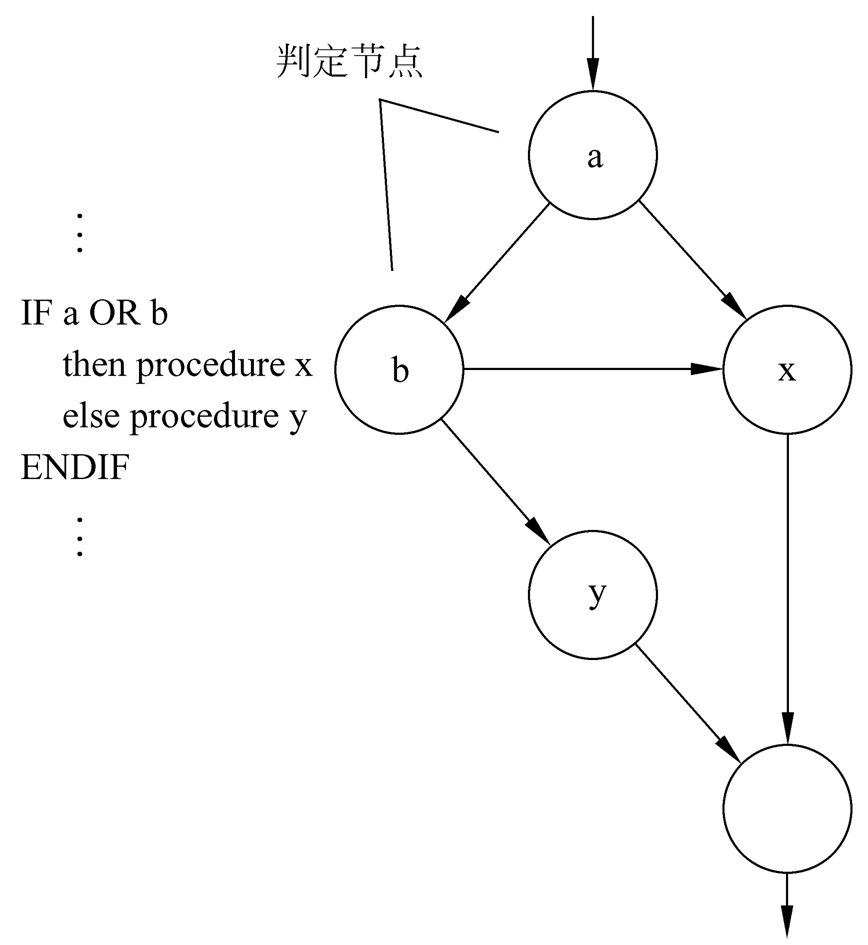 判定节点
a
⋮
IF a OR b
then procedure x
else procedure y
ENDIF
⋮
b
x
y